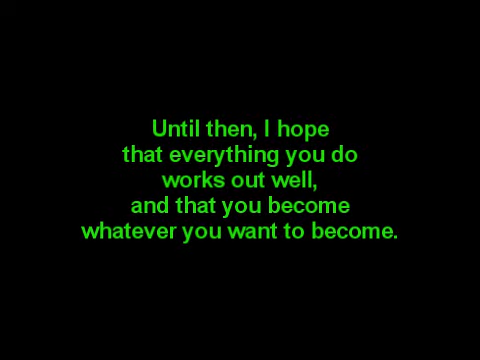 Until then, I hope
that everything you do
works out well,
and that you become
whatever you want to become.